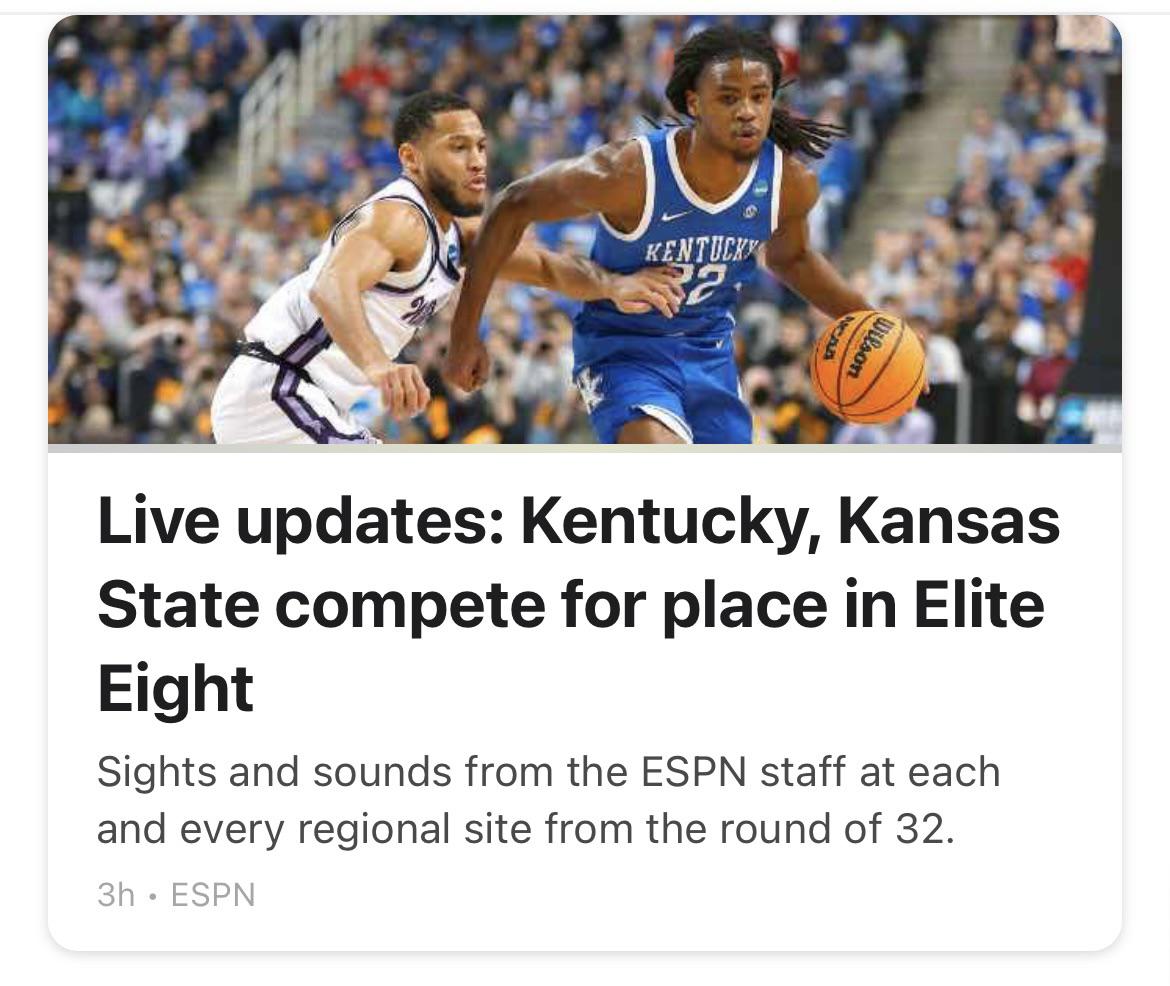 KENTUCKY
22
Wilson
NCAA
Live updates: Kentucky, Kansas
State compete for place in Elite
Eight
Sights and sounds from the ESPN staff at each
and every regional site from the round of 32.
3h • ESPN